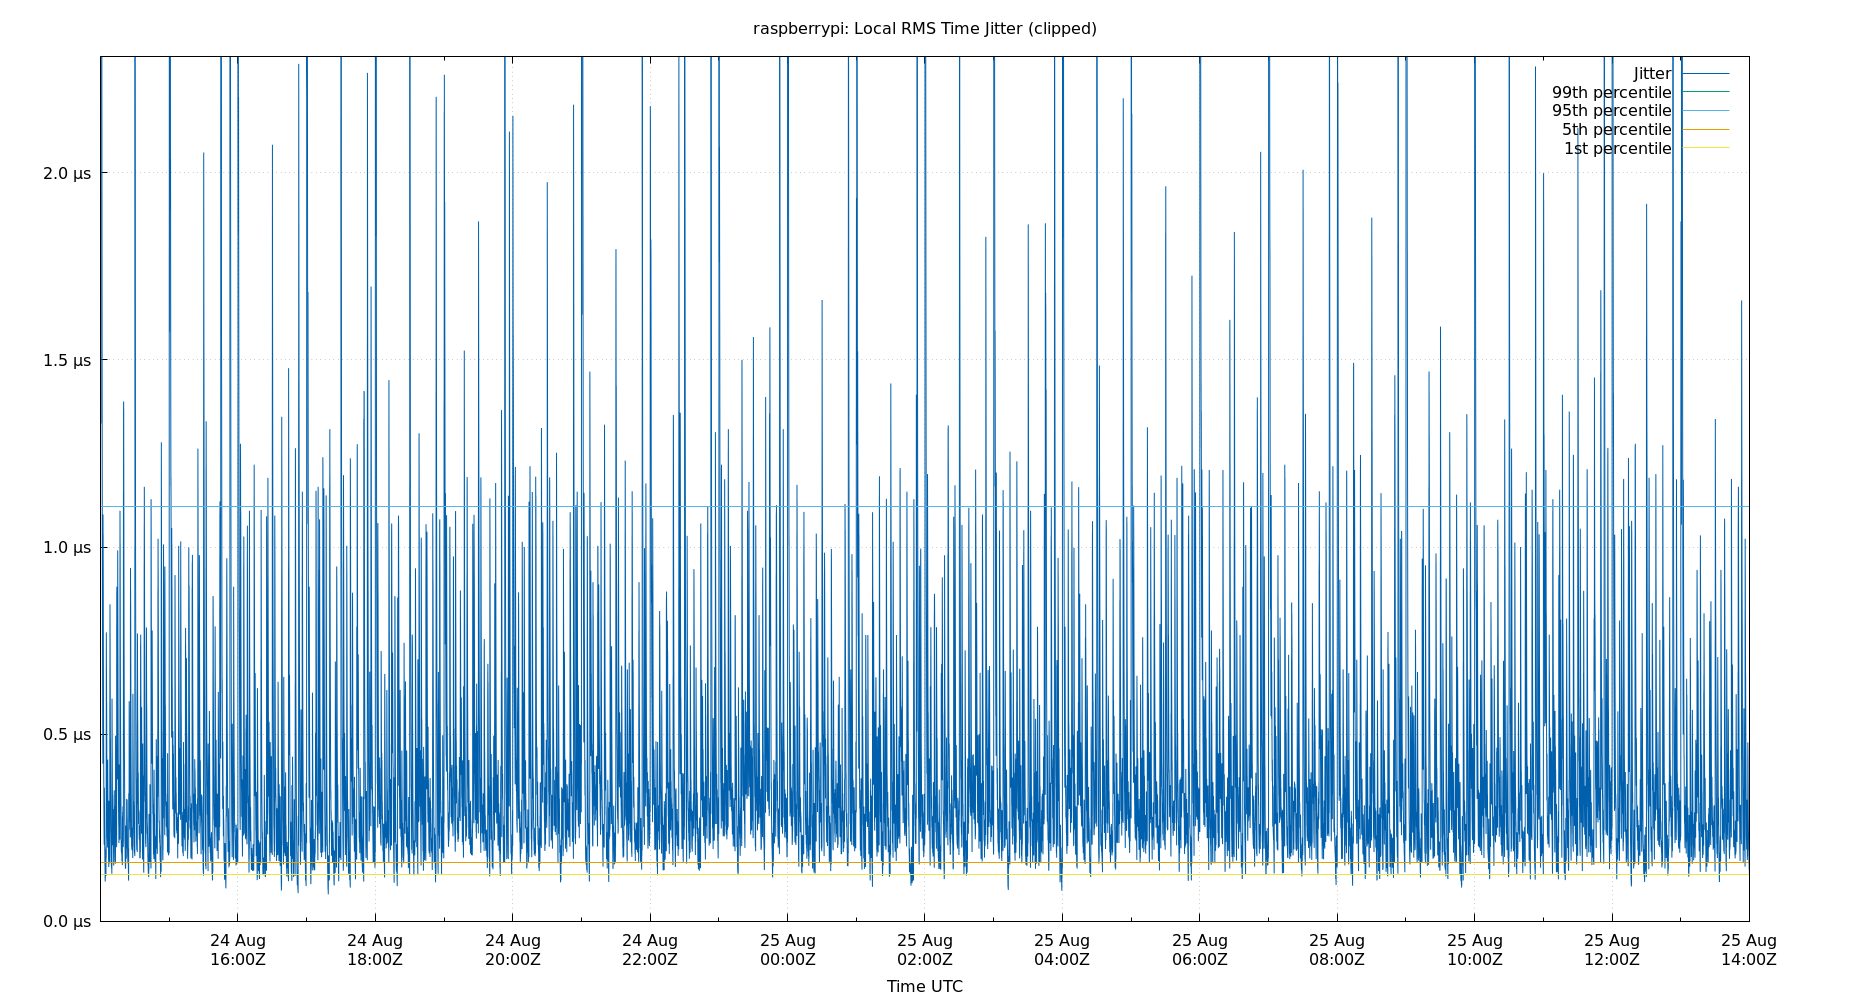 raspberrypi: Local RMS Time Jitter (clipped)
Jitter
99th percentile
95th percentile
5th percentile
1st percentile
2.0 µs
1.5 µs
1.0 µs
0.5 µs
0.0 µs
24 Aug 24 Aug 24 Aug 24 Aug 25 Aug 25 Aug 25 Aug 25 Aug 25 Aug 25 Aug 25 Aug 25 Aug
16:00Z 18:00Z 20:00Z 22:00Z 00:00Z 02:00Z 04:00Z 06:00Z 08:00Z 10:00Z 12:00Z 14:00Z
Time UTC